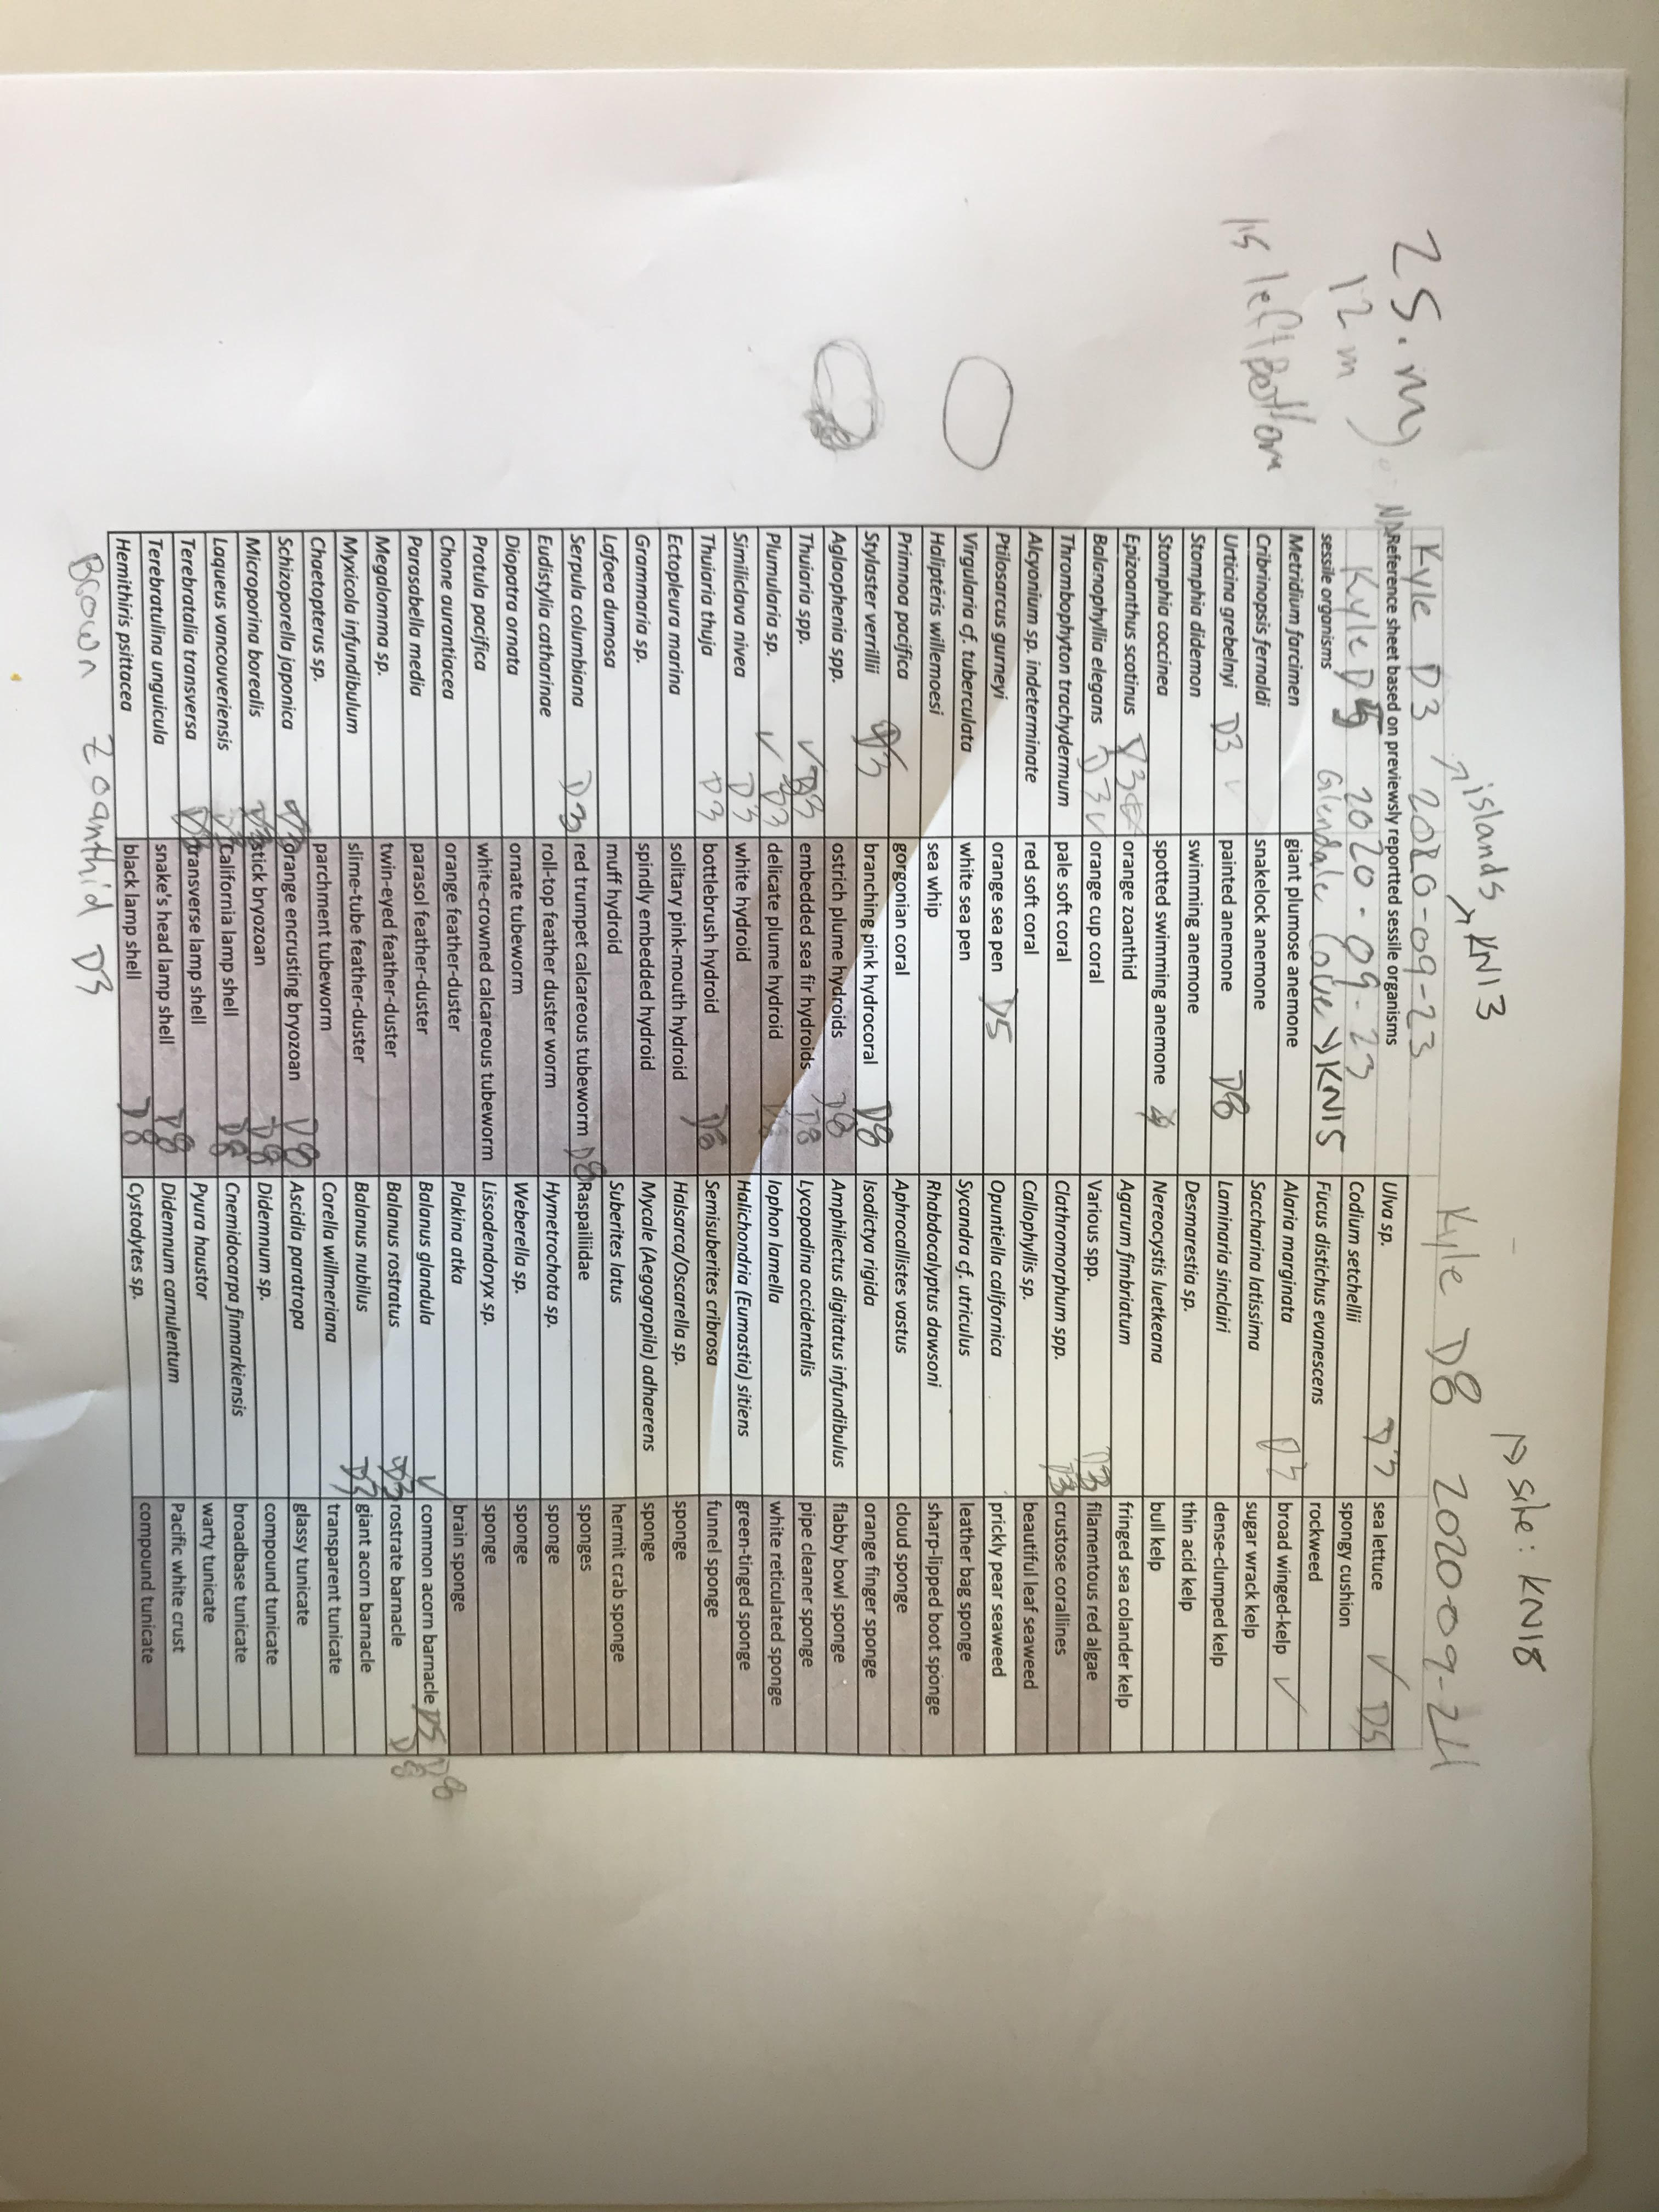 ↗ islands → KN13
→ site: KN18
Kyle D3 2020-09-23
Kyle D8 2020-09-24
25.m
12 m
NA Reference sheet based on previewsly reportted sessile organisms
Kyle D5 2020-09-23
Glendale Cove → KN15
is left Bottom
sessile organisms
Metridium farcimen giant plumose anemone
Cribrinopsis fernaldi snakelock anemone
Urticina grebelnyi D3 ✓ painted anemone D8
Stomphia didemon swimming anemone
Stomphia coccinea spotted swimming anemone
Epizoanthus scotinus D3 orange zoanthid
Balanophyllia elegans D3 ✓ orange cup coral
Thrombophyton trachydermum pale soft coral
Alcyonium sp. indeterminate red soft coral
Ptilosarcus gurneyi orange sea pen D5
Virgularia cf. tuberculata white sea pen
Halipteris willemoesi sea whip
Primnoa pacifica gorgonian coral
Stylaster verrillii D3 branching pink hydrocoral D8
Aglaophenia spp. ostrich plume hydroids D8
Thuiaria spp. ✓ D3 embedded sea fir hydroids D8
Plumularia sp. ✓ D3 delicate plume hydroid D8
Similiclava nivea D3 white hydroid
Thuiaria thuja D3 bottlebrush hydroid D8
Ectopleura marina solitary pink-mouth hydroid
Grammaria sp. spindly embedded hydroid
Lafoea dumosa muff hydroid
Serpula columbiana D3 red trumpet calcareous tubeworm D8
Eudistylia catharinae roll-top feather duster worm
Diopatra ornata ornate tubeworm
Protula pacifica white-crowned calcareous tubeworm
Chone aurantiacea orange feather-duster
Parasabella media parasol feather-duster
Megalomma sp. twin-eyed feather-duster
Myxicola infundibulum slime-tube feather-duster
Chaetopterus sp. parchment tubeworm
Schizoporella japonica orange encrusting bryozoan D8
Microporina borealis D3 stick bryozoan D8
Laqueus vancouveriensis D3 California lamp shell D8
Terebratalia transversa D3 transverse lamp shell
Terebratulina unguicula snake's head lamp shell D8
Hemithiris psittacea black lamp shell D8
Brown zoanthid D3
Ulva sp. D3 sea lettuce ✓ D5
Codium setchellii spongy cushion
Fucus distichus evanescens rockweed
Alaria marginata D3 broad winged-kelp ✓
Saccharina latissima sugar wrack kelp
Laminaria sinclairi dense-clumped kelp
Desmarestia sp. thin acid kelp
Nereocystis luetkeana bull kelp
Agarum fimbriatum fringed sea colander kelp
Various spp. D3 filamentous red algae
Clathromorphum spp. D3 crustose corallines
Callophyllis sp. beautiful leaf seaweed
Opuntiella californica prickly pear seaweed
Sycandra cf. utriculus leather bag sponge
Rhabdocalyptus dawsoni sharp-lipped boot sponge
Aphrocallistes vastus cloud sponge
Isodictya rigida orange finger sponge
Amphilectus digitatus infundibulus flabby bowl sponge
Lycopodina occidentalis pipe cleaner sponge
Iophon lamella white reticulated sponge
Halichondria (Eumastia) sitiens green-tinged sponge
Semisuberites cribrosa funnel sponge
Halsarca/Oscarella sp. sponge
Mycale (Aegogropila) adhaerens sponge
Suberites latus hermit crab sponge
Raspailiidae sponges
Hymetrochota sp. sponge
Weberella sp. sponge
Lissodendoryx sp. sponge
Plakina atka brain sponge
Balanus glandula ✓ common acorn barnacle D5 D8
Balanus rostratus D3 rostrate barnacle D8
Balanus nubilus D3 giant acorn barnacle
Corella willmeriana transparent tunicate
Ascidia paratropa glassy tunicate
Didemnum sp. compound tunicate
Cnemidocarpa finmarkiensis broadbase tunicate
Pyura haustor warty tunicate
Didemnum carnulentum Pacific white crust
Cystodytes sp. compound tunicate